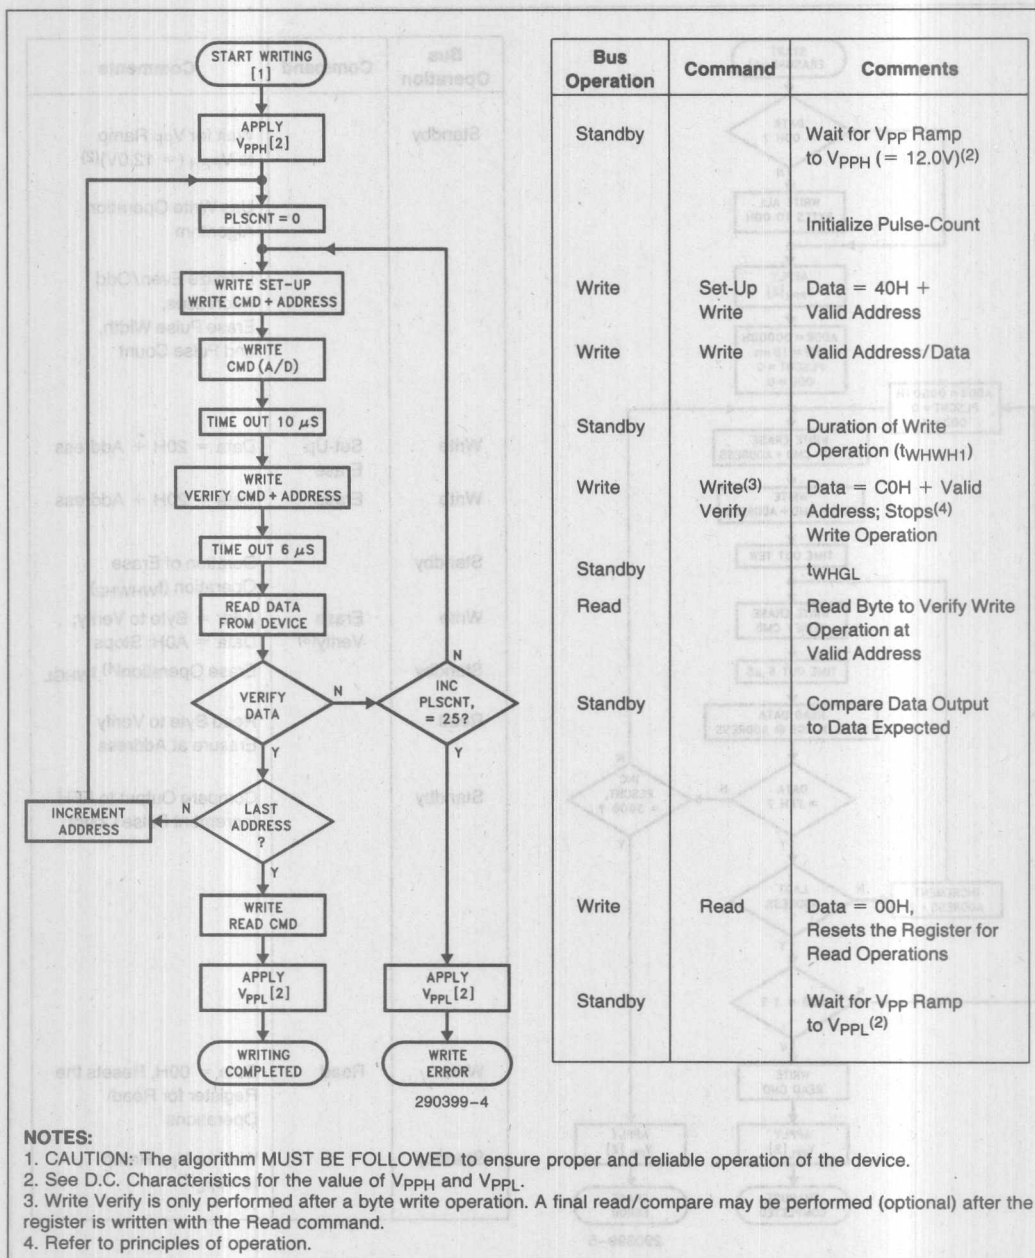 START WRITING
[1]
APPLY
VPPH[2]
PLSCNT = 0
WRITE SET-UP
WRITE CMD + ADDRESS
WRITE
CMD (A/D)
TIME OUT 10 μS
WRITE
VERIFY CMD + ADDRESS
TIME OUT 6 μS
READ DATA
FROM DEVICE
VERIFY
DATA
N
Y
INC
PLSCNT,
= 25?
N
Y
LAST
ADDRESS
?
N
Y
INCREMENT
ADDRESS
WRITE
READ CMD
APPLY
VPPL[2]
WRITING
COMPLETED
APPLY
VPPL[2]
WRITE
ERROR
290399-4
Bus Operation Command Comments
Standby Wait for VPP Ramp
to VPPH (= 12.0V)(2)
Initialize Pulse-Count
Write Set-Up Data = 40H +
Write Valid Address
Write Write Valid Address/Data
Standby Duration of Write
Operation (tWHWH1)
Write Write(3) Data = C0H + Valid
Verify Address; Stops(4)
Write Operation
Standby tWHGL
Read Read Byte to Verify Write
Operation at
Valid Address
Standby Compare Data Output
to Data Expected
Write Read Data = 00H,
Resets the Register for
Read Operations
Standby Wait for VPP Ramp
to VPPL(2)
NOTES:
1. CAUTION: The algorithm MUST BE FOLLOWED to ensure proper and reliable operation of the device.
2. See D.C. Characteristics for the value of VPPH and VPPL.
3. Write Verify is only performed after a byte write operation. A final read/compare may be performed (optional) after the
register is written with the Read command.
4. Refer to principles of operation.